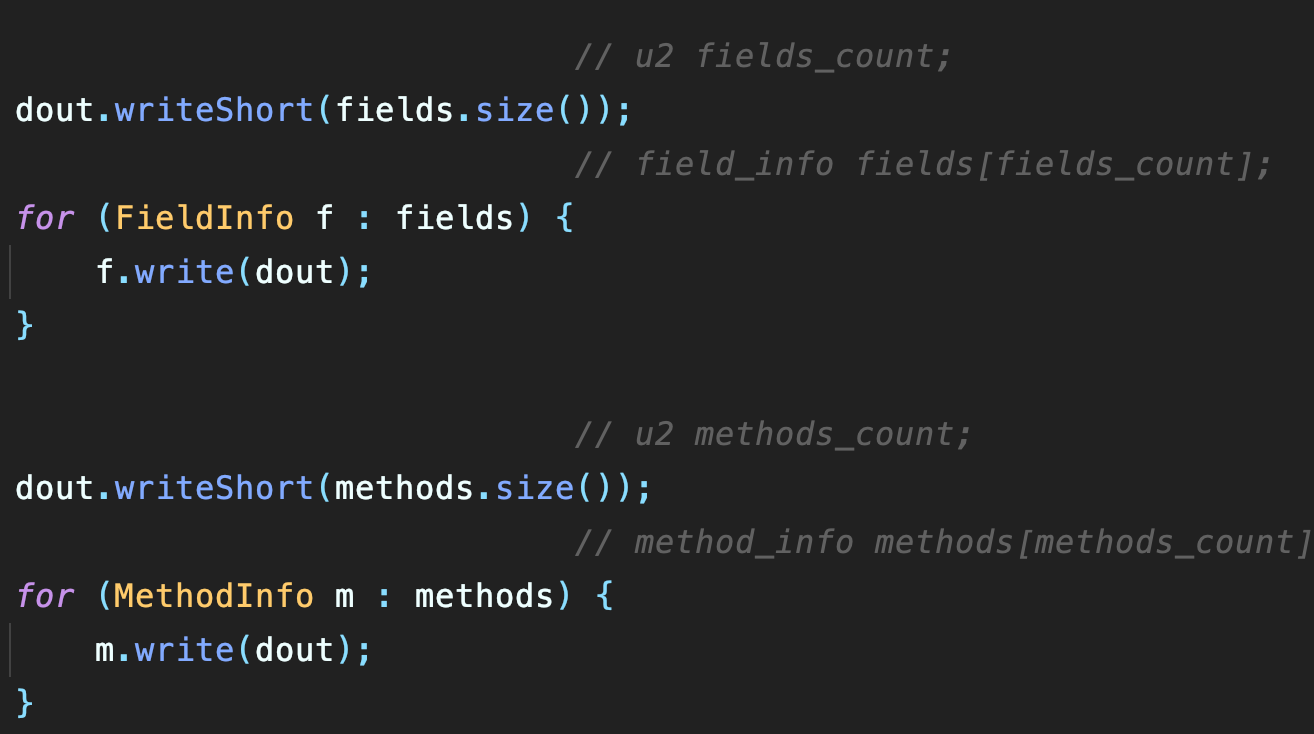 // u2 fields_count;
dout.writeShort(fields.size());
// field_info fields[fields_count];
for (FieldInfo f : fields) {
f.write(dout);
}
// u2 methods_count;
dout.writeShort(methods.size());
// method_info methods[methods_count]
for (MethodInfo m : methods) {
m.write(dout);
}